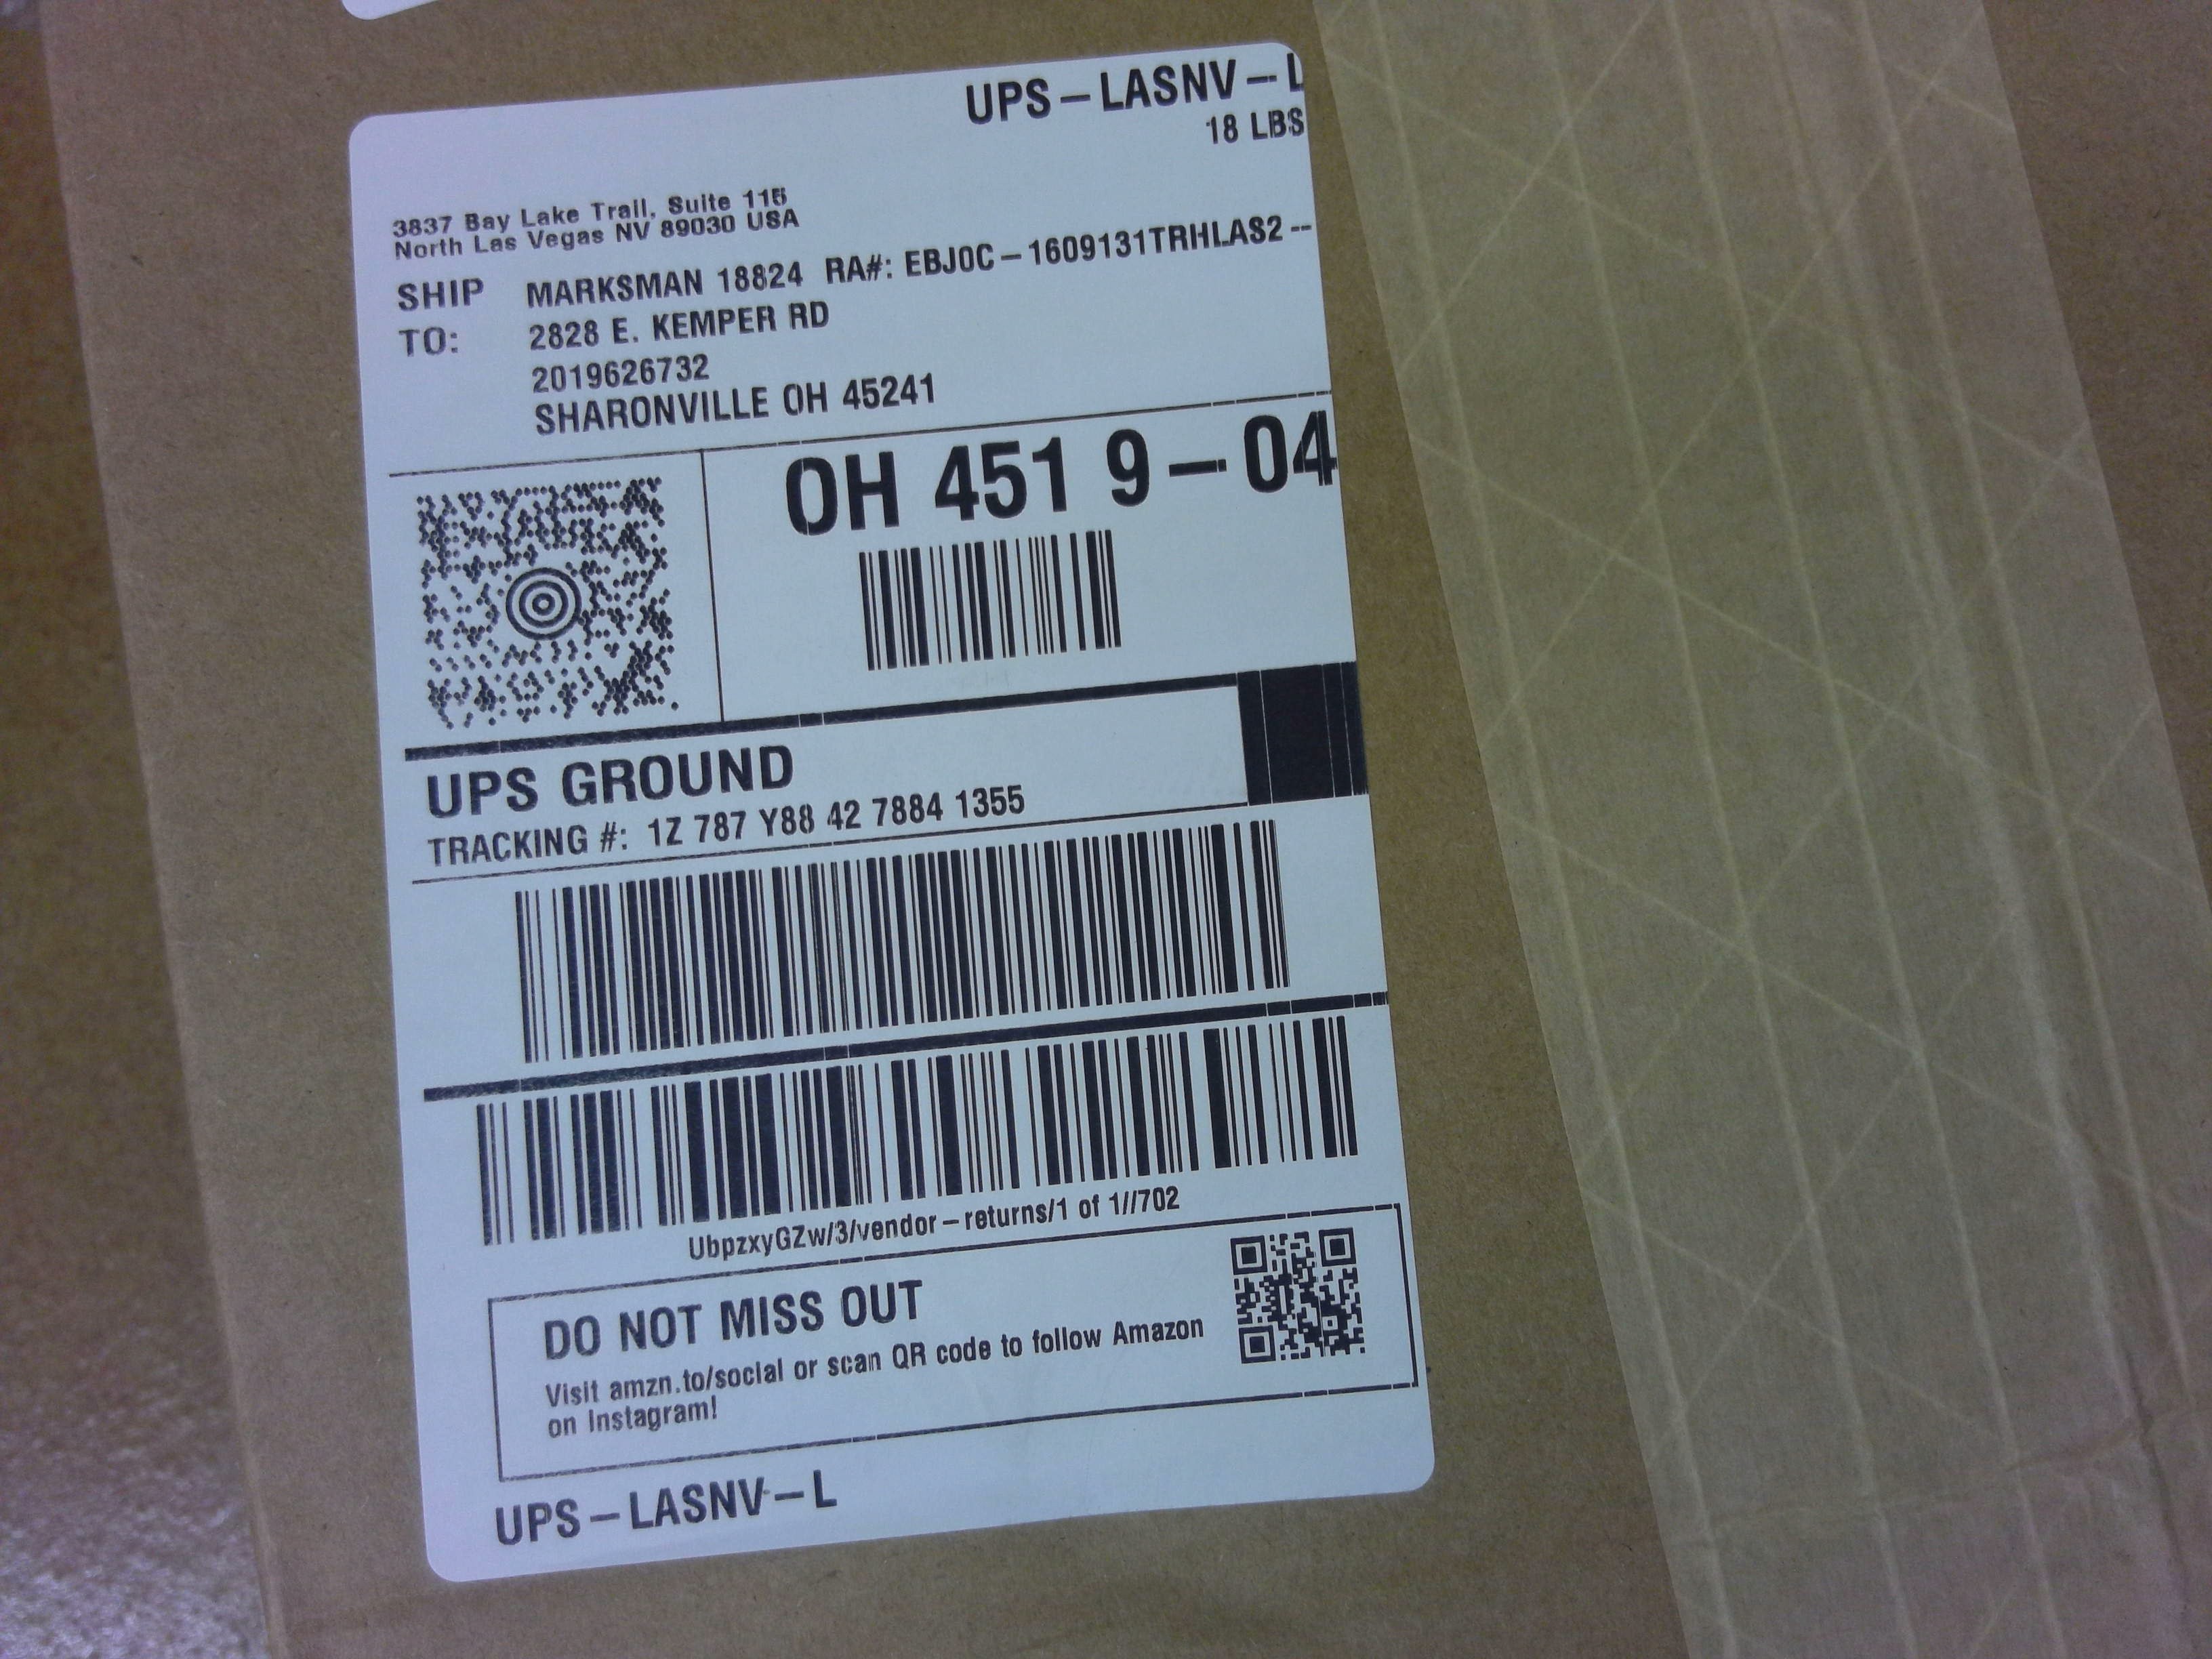 UPS – LASNV – L
18 LBS
3837 Bay Lake Trail, Suite 115
North Las Vegas NV 89030 USA
SHIP TO: MARKSMAN 18824 RA#: EBJ0C – 1609131TRHLAS2 --
2828 E. KEMPER RD
2019626732
SHARONVILLE OH 45241
OH 451 9 – 04
UPS GROUND
TRACKING #: 1Z 787 Y88 42 7884 1355
UbpzxyGZw/3/vendor – returns/1 of 1//702
DO NOT MISS OUT
Visit amzn.to/social or scan QR code to follow Amazon
on Instagram!
UPS – LASNV – L